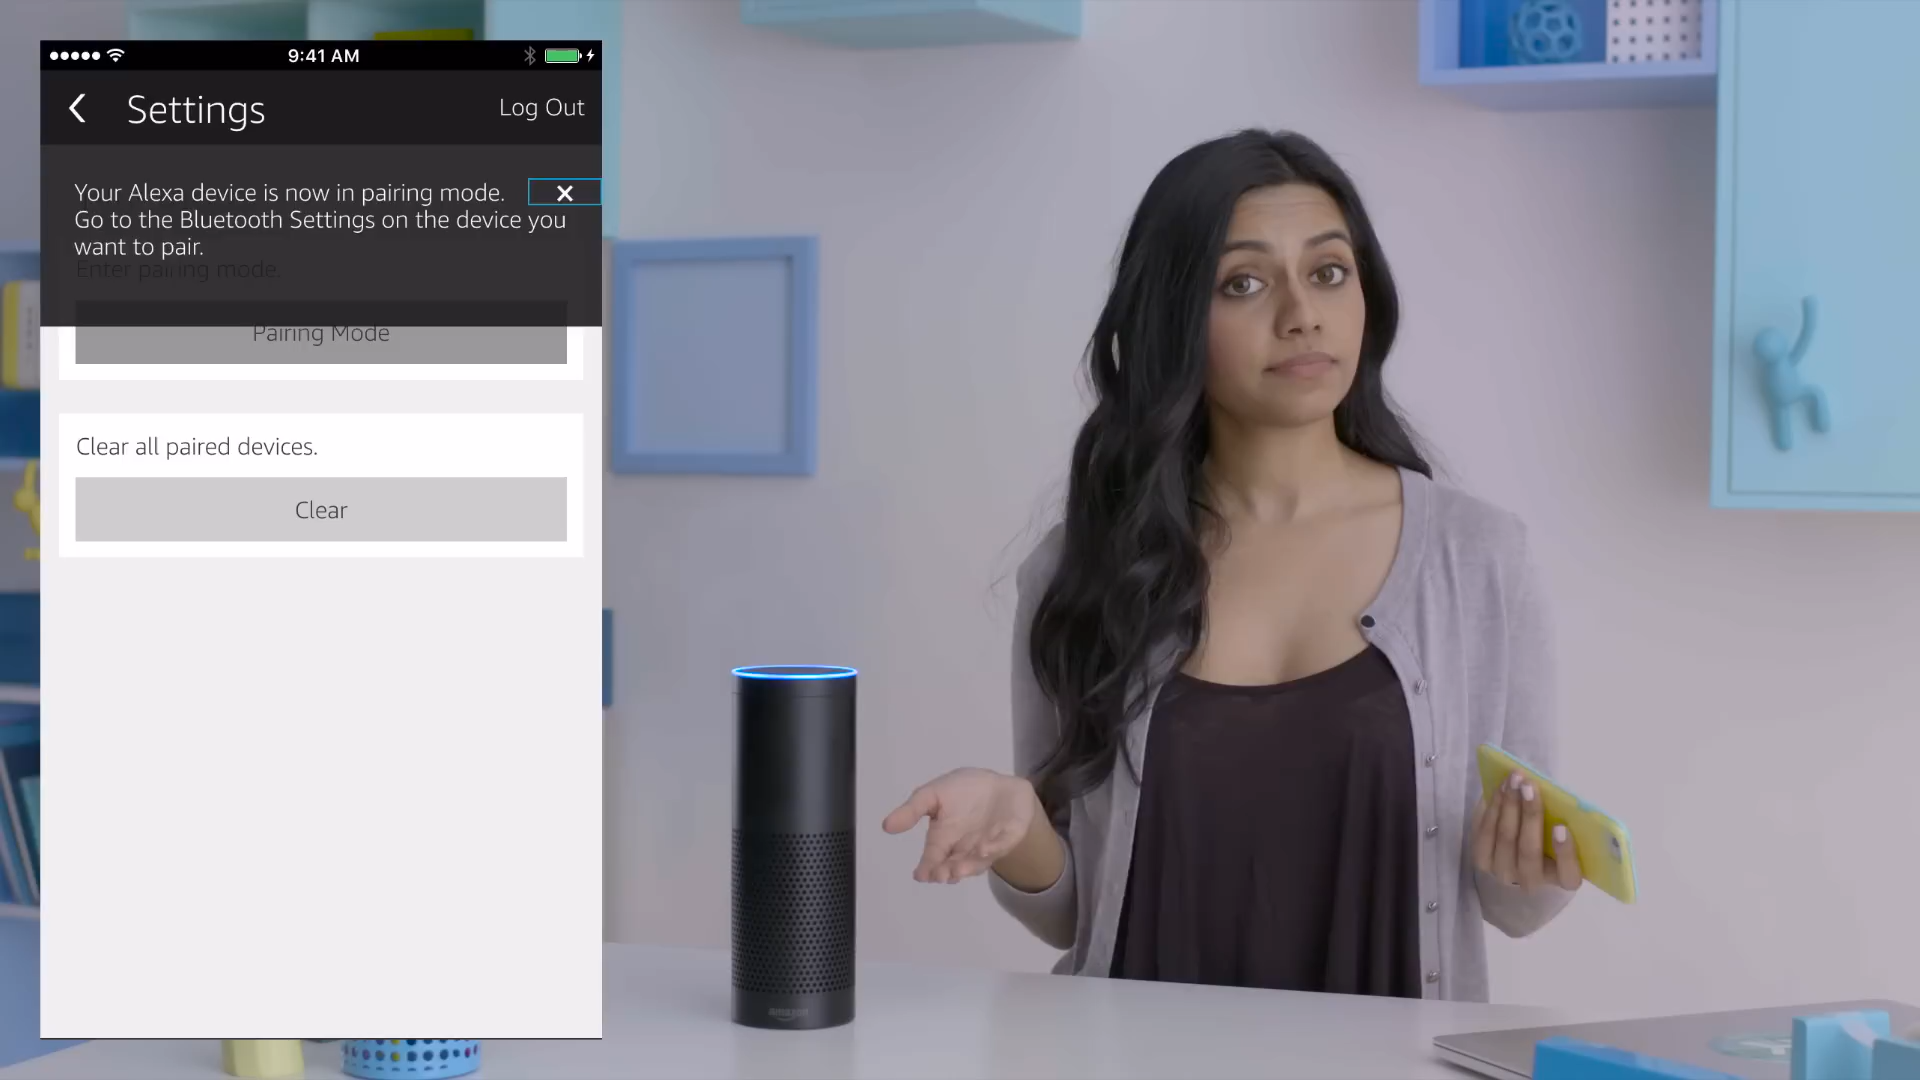 9:41 AM
Settings
Log Out
Your Alexa device is now in pairing mode.
Go to the Bluetooth Settings on the device you
want to pair.
Enter pairing mode.
Pairing Mode
Clear all paired devices.
Clear
amazon